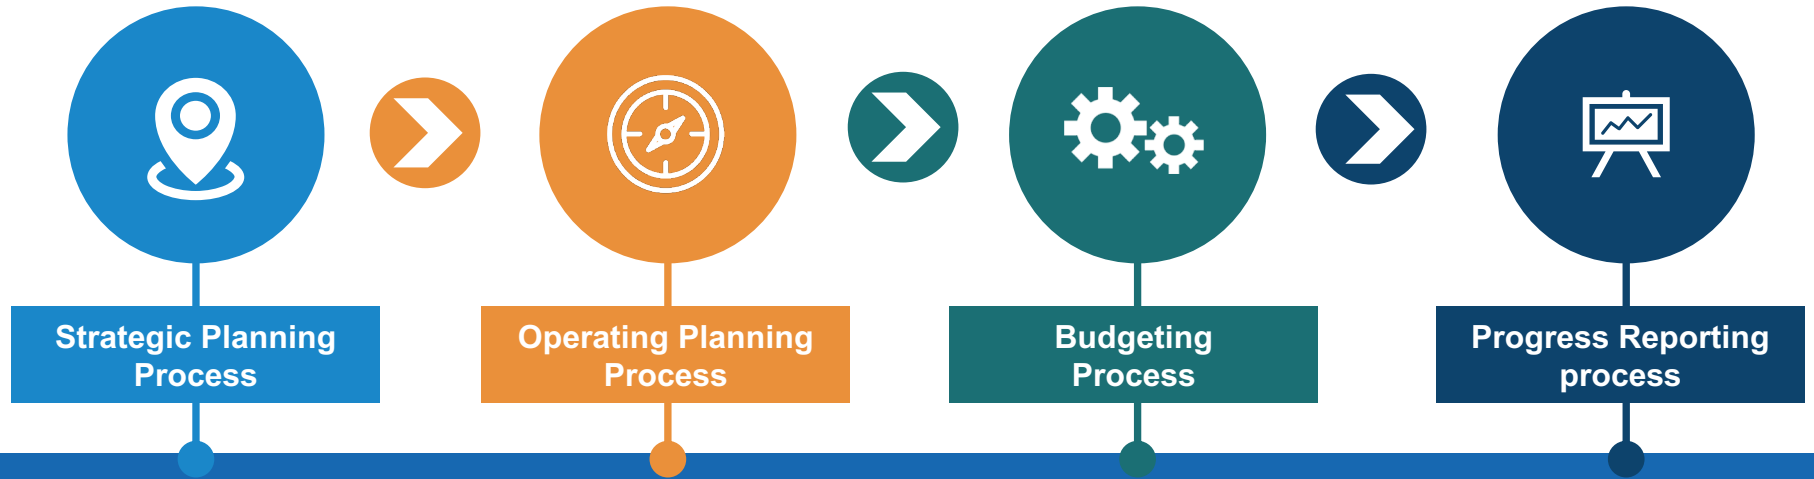 Strategic Planning
Process
Operating Planning
Process
Budgeting
Process
Progress Reporting
process